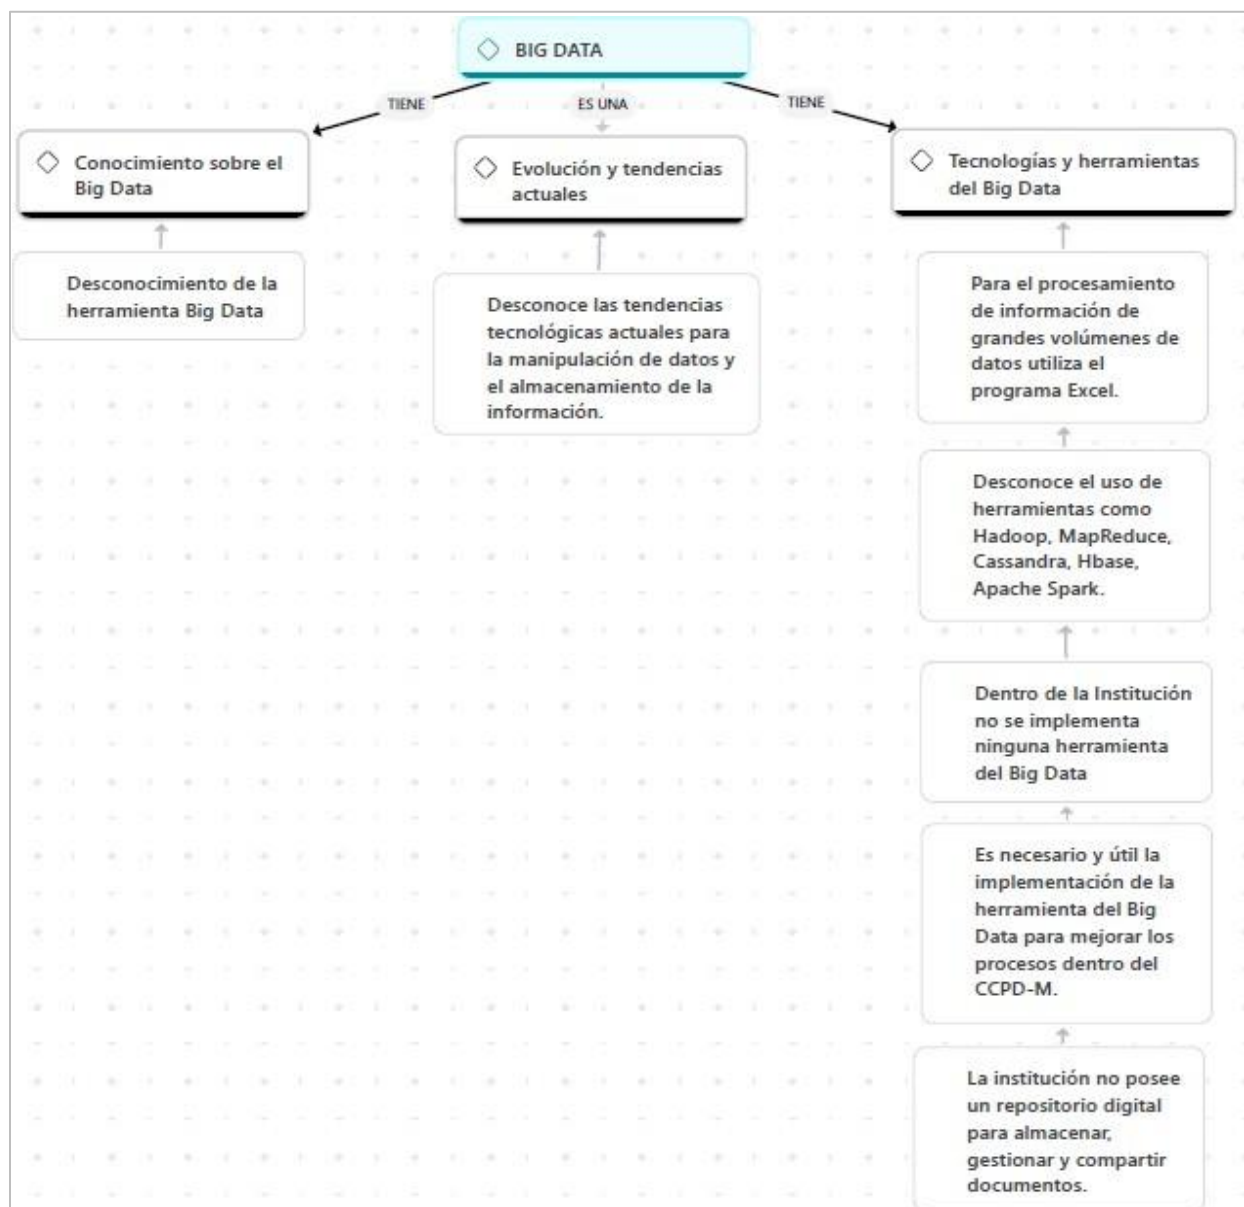 BIG DATA
TIENE
ES UNA
TIENE
Conocimiento sobre el
Big Data
Evolución y tendencias
actuales
Tecnologías y herramientas
del Big Data
Desconocimiento de la
herramienta Big Data
Desconoce las tendencias
tecnológicas actuales para
la manipulación de datos y
el almacenamiento de la
información.
Para el procesamiento
de información de
grandes volúmenes de
datos utiliza el
programa Excel.
Desconoce el uso de
herramientas como
Hadoop, MapReduce,
Cassandra, Hbase,
Apache Spark.
Dentro de la Institución
no se implementa
ninguna herramienta
del Big Data
Es necesario y útil la
implementación de la
herramienta del Big
Data para mejorar los
procesos dentro del
CCPD-M.
La institución no posee
un repositorio digital
para almacenar,
gestionar y compartir
documentos.